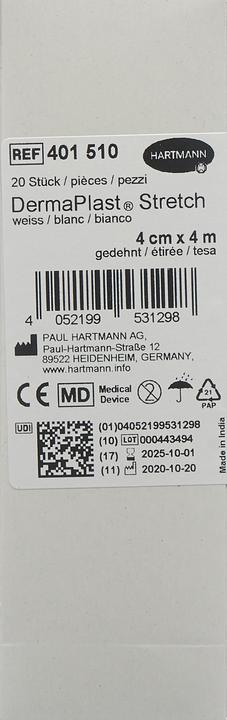 REF 401 510
HARTMANN
20 Stück / pièces / pezzi
DermaPlast® Stretch
weiss / blanc / bianco
4 cm x 4 m
gedehnt / étirée / tesa
4 052199 531298
PAUL HARTMANN AG,
Paul-Hartmann-Straße 12
89522 HEIDENHEIM, GERMANY,
www.hartmann.info
CE MD Medical Device
2
21
PAP
UDI
(01)04052199531298
(10) LOT 000443494
(17) 2025-10-01
(11) 2020-10-20
Made in India